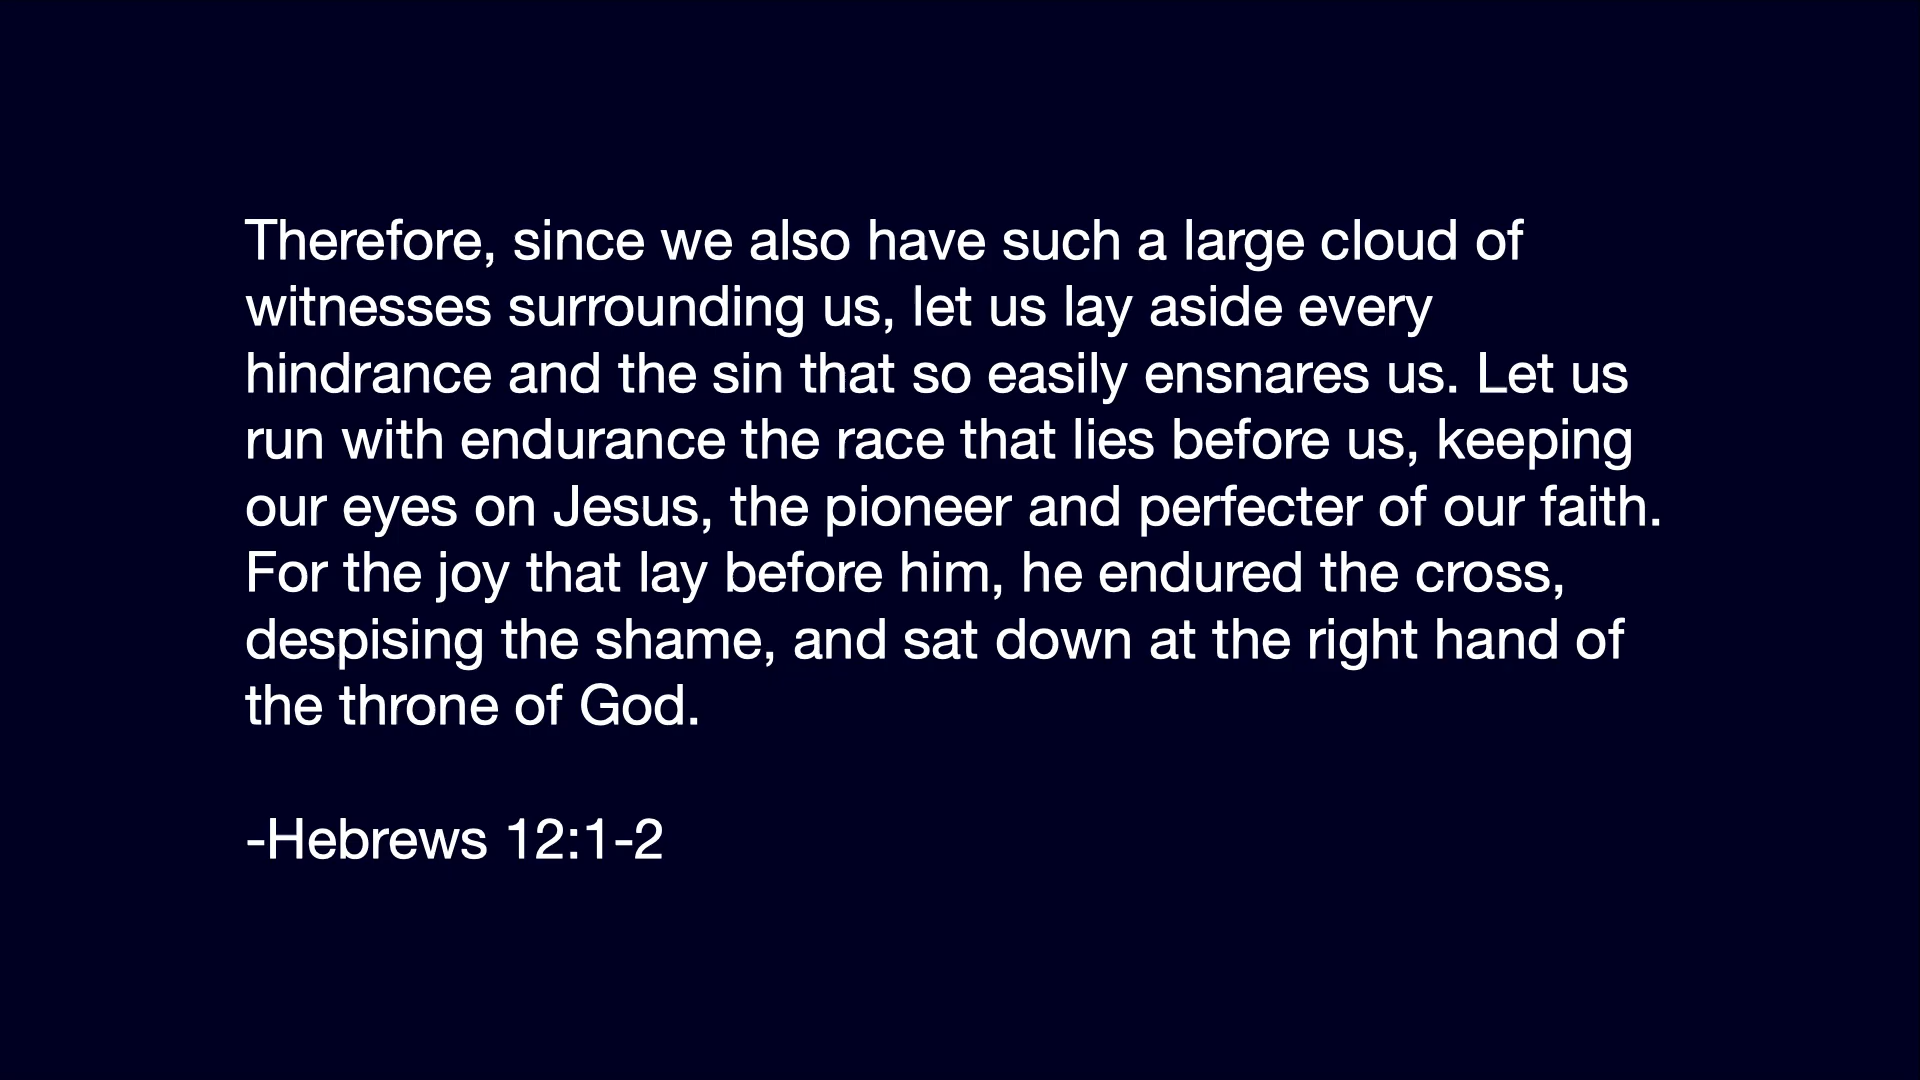 Therefore, since we also have such a large cloud of
witnesses surrounding us, let us lay aside every
hindrance and the sin that so easily ensnares us. Let us
run with endurance the race that lies before us, keeping
our eyes on Jesus, the pioneer and perfecter of our faith.
For the joy that lay before him, he endured the cross,
despising the shame, and sat down at the right hand of
the throne of God.
-Hebrews 12:1-2